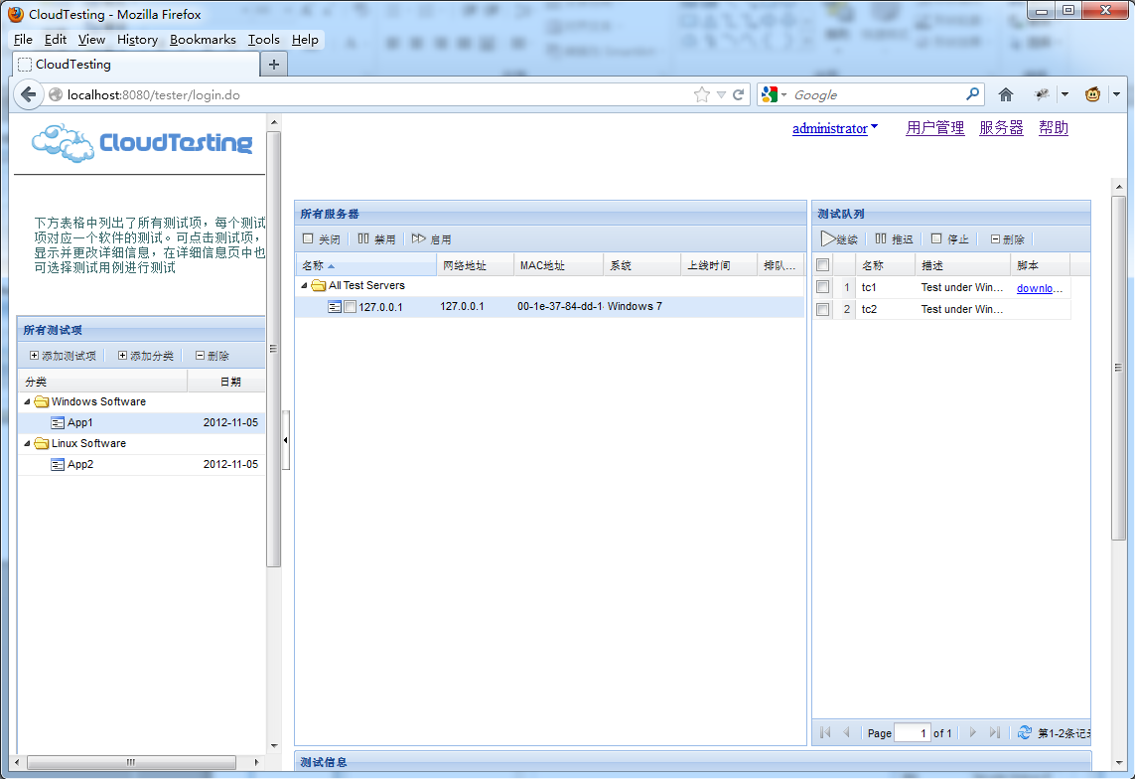 CloudTesting - Mozilla Firefox
File Edit View History Bookmarks Tools Help
CloudTesting
localhost:8080/tester/login.do
Google
CloudTesting
administrator 用户管理 服务器 帮助
下方表格中列出了所有测试项，每个测试
项对应一个软件的测试。可点击测试项，
显示并更改详细信息，在详细信息页中也
可选择测试用例进行测试
所有测试项
添加测试项 添加分类 删除
分类 日期
Windows Software
App1 2012-11-05
Linux Software
App2 2012-11-05
所有服务器
关闭 禁用 启用
名称 网络地址 MAC地址 系统 上线时间 排队...
All Test Servers
127.0.0.1 127.0.0.1 00-1e-37-84-dd-1 Windows 7
测试队列
继续 推迟 停止 删除
名称 描述 脚本
1 tc1 Test under Win... downlo...
2 tc2 Test under Win...
Page 1 of 1 第1-2条记
测试信息